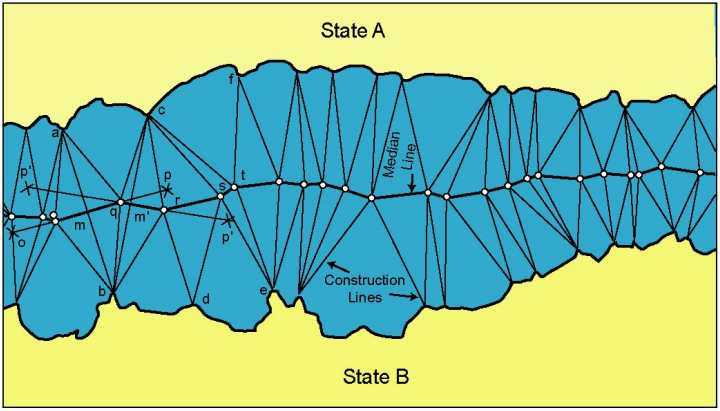 State A
f
c
a
p'
p
t
s
r
q
m'
m
o
p'
Median
Line
b
d
e
Construction
Lines
State B